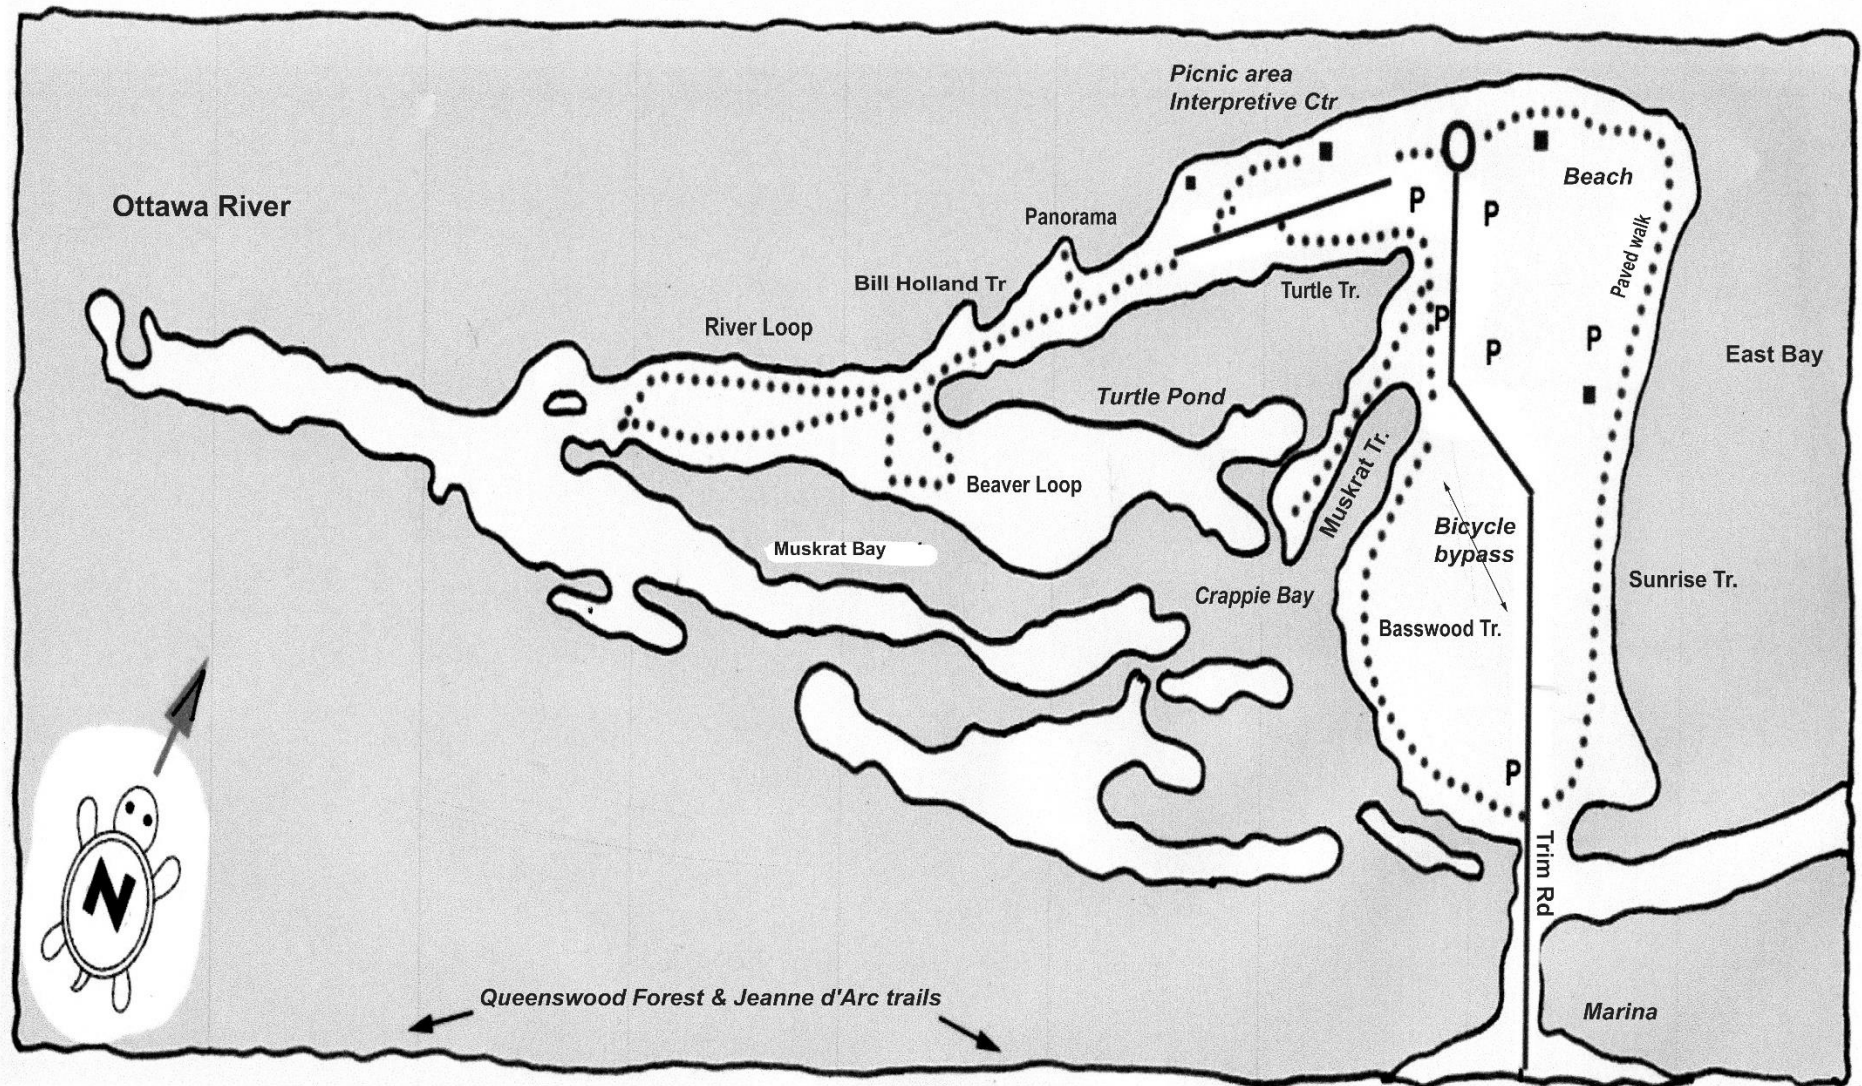 Picnic area
Interpretive Ctr
Ottawa River
Beach
P
P
Panorama
Paved walk
Bill Holland Tr
Turtle Tr.
River Loop
P
P
P
East Bay
Turtle Pond
Muskrat Tr.
Beaver Loop
Bicycle
bypass
Muskrat Bay
Crappie Bay
Sunrise Tr.
Basswood Tr.
P
Trim Rd
N
Queenswood Forest & Jeanne d'Arc trails
Marina